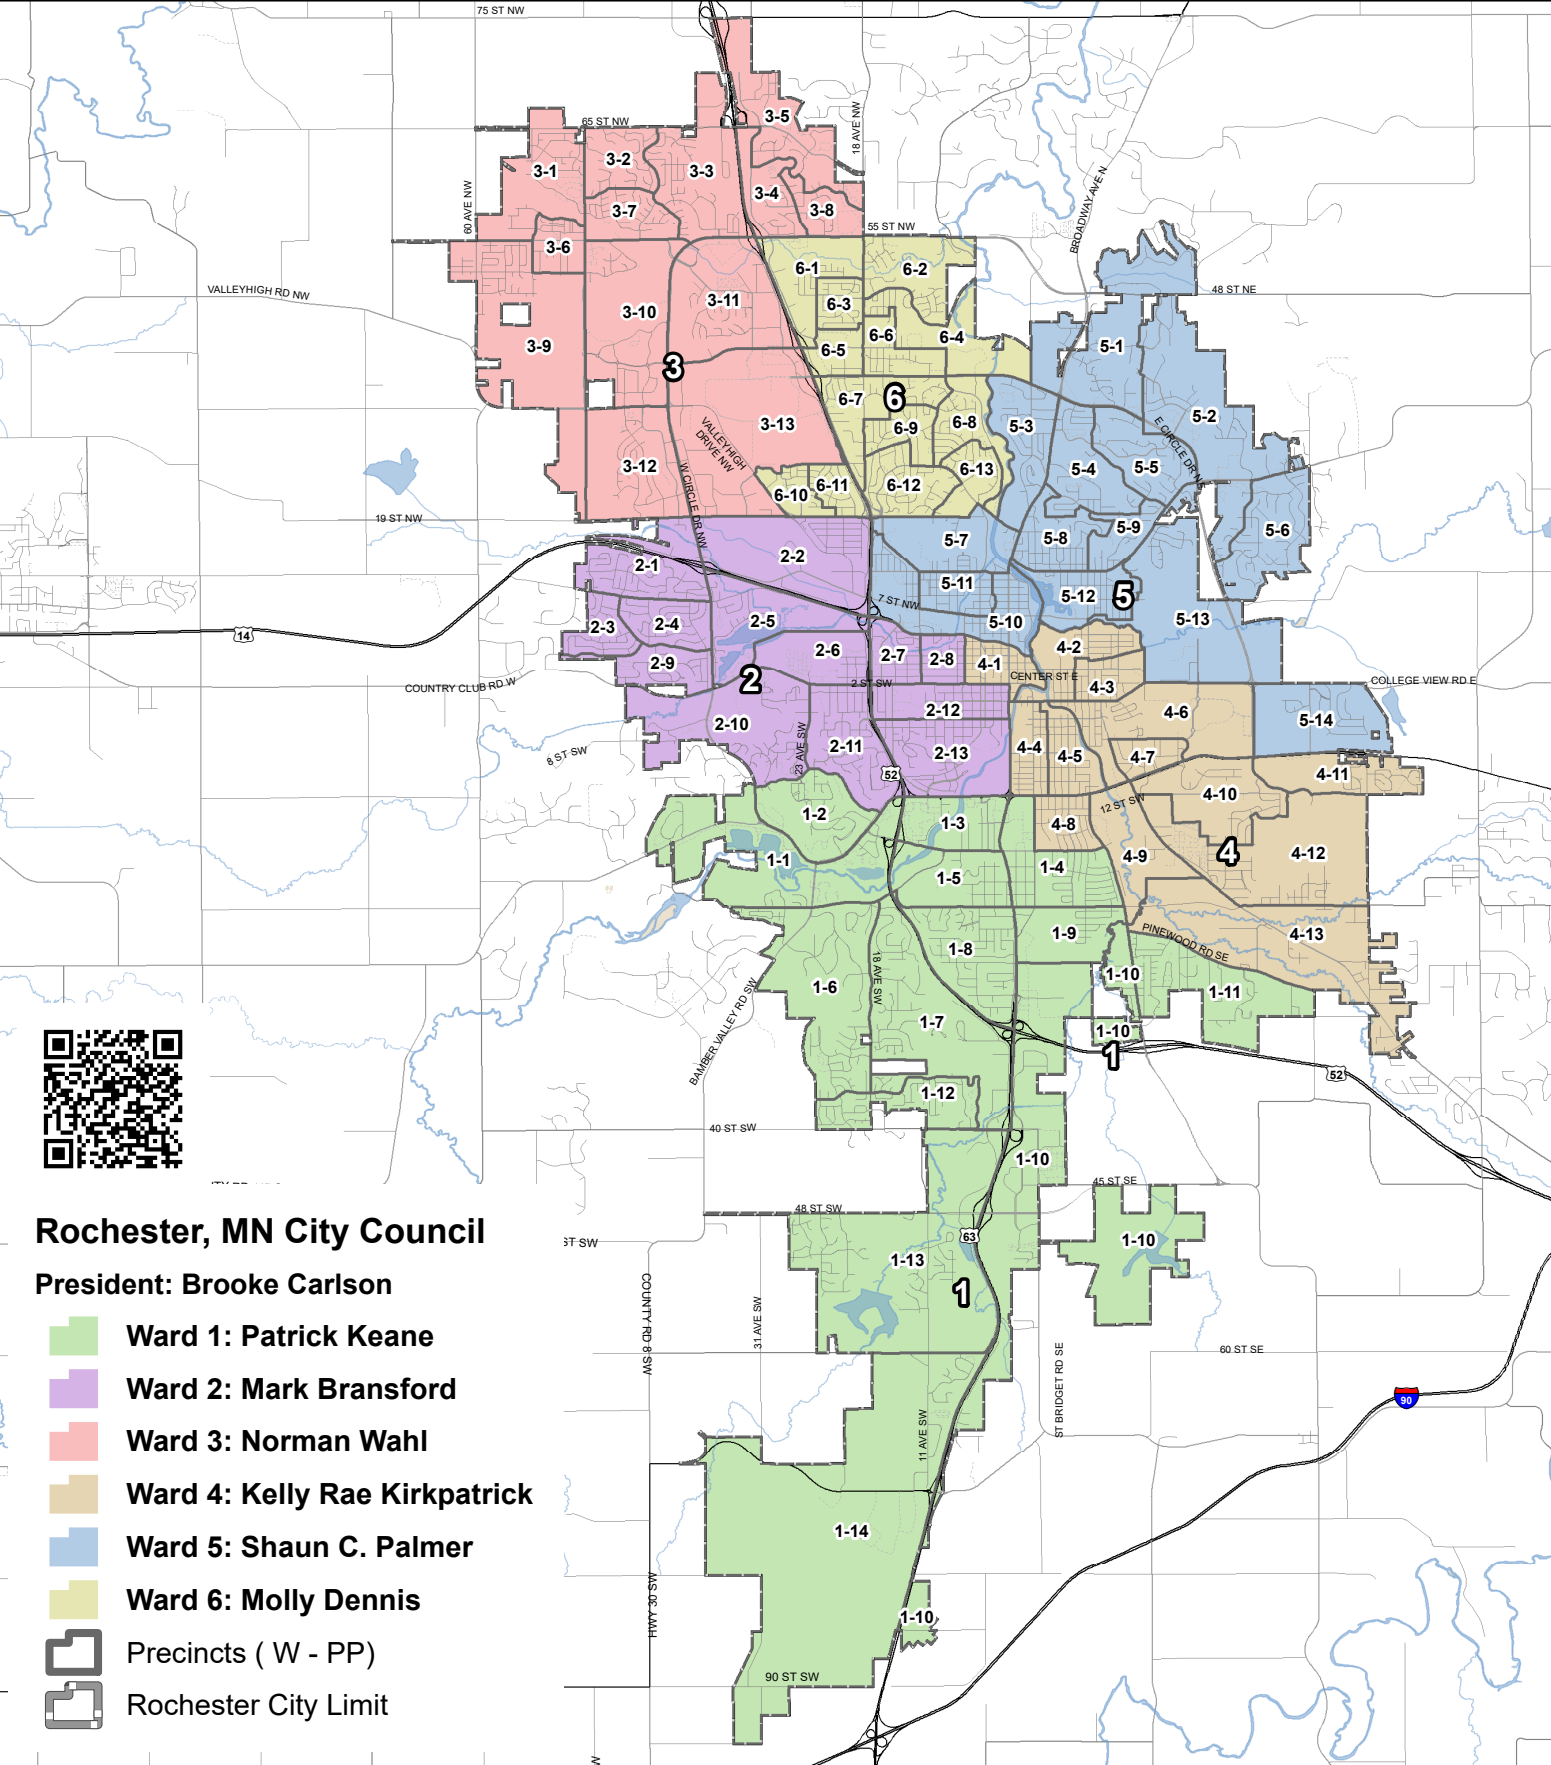 75 ST NW
65 ST NW
3-5
18 AVE NW
3-1
3-2
3-3
3-4
60 AVE NW
3-7
3-8
BROADWAY AVE N
55 ST NW
3-6
6-1
6-2
VALLEYHIGH RD NW
48 ST NE
3-10
3-11
6-3
3-9
6-6
6-4
5-1
6-5
3
6-7
6
3-13
6-9
6-8
5-3
5-2
VALLEYHIGH
DRIVE NW
E CIRCLE DR NE
3-12
W CIRCLE DR NW
6-10
6-11
6-12
6-13
5-4
5-5
19 ST NW
5-7
5-8
5-9
5-6
2-1
2-2
5-11
5-12
5
7 ST NW
14
2-3
2-4
2-5
5-10
5-13
2-6
2-7
2-8
4-1
4-2
2-9
2
2 ST SW
CENTER ST E
4-3
COUNTRY CLUB RD W
COLLEGE VIEW RD E
2-10
2-12
4-6
5-14
8 ST SW
23 AVE SW
2-11
2-13
4-4
4-5
4-7
52
4-11
4-10
12 ST SW
1-2
1-3
4-8
4-9
4
4-12
1-1
1-5
1-4
1-9
PINEWOOD RD SE
4-13
1-8
18 AVE SW
1-6
1-10
1-11
BAMBER VALLEY RD SW
1-7
1-10
1
52
1-12
40 ST SW
1-10
45 ST SE
48 ST SW
63
1-10
ST SW
1-13
1
COUNTY RD 8 SW
31 AVE SW
60 ST SE
ST BRIDGET RD SE
90
11 AVE SW
1-14
HWY 30 SW
1-10
90 ST SW
Rochester, MN City Council
President: Brooke Carlson
Ward 1: Patrick Keane
Ward 2: Mark Bransford
Ward 3: Norman Wahl
Ward 4: Kelly Rae Kirkpatrick
Ward 5: Shaun C. Palmer
Ward 6: Molly Dennis
Precincts ( W - PP)
Rochester City Limit